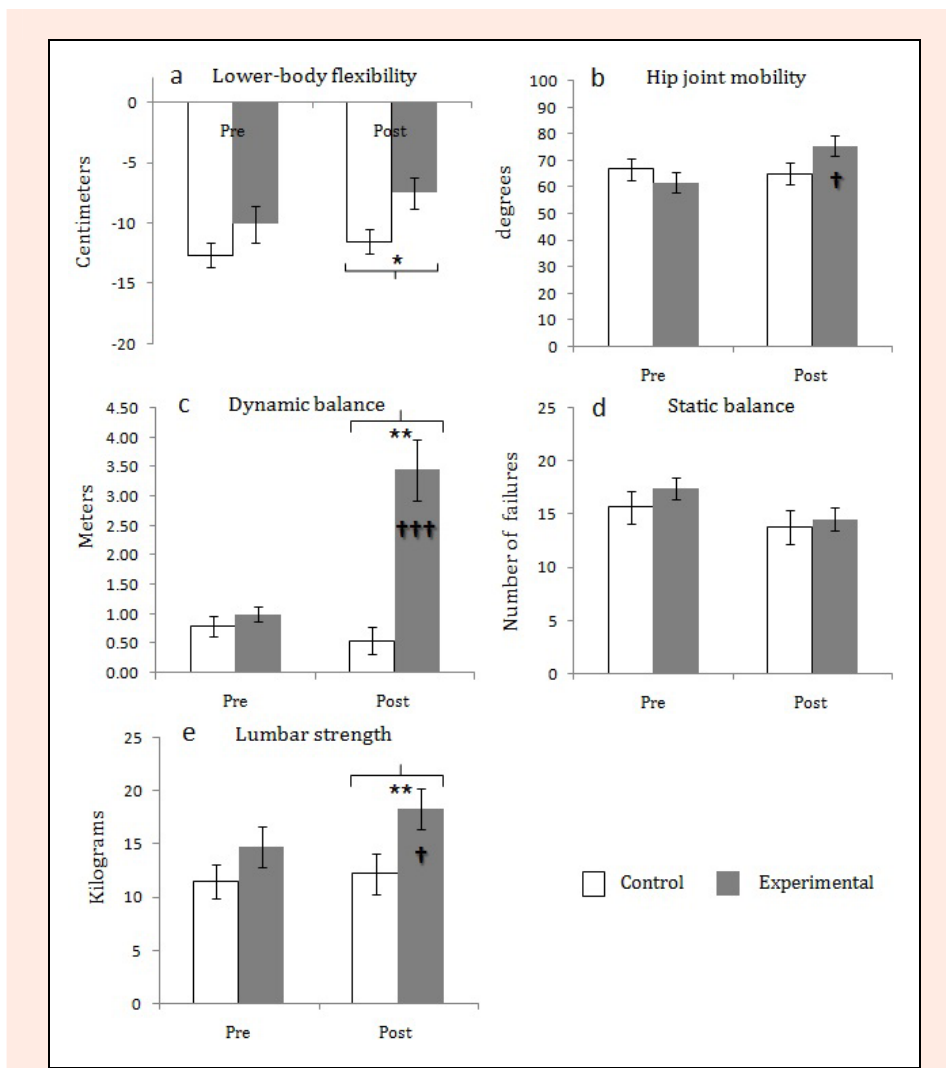 a Lower-body flexibility
0
-5
-10
-15
-20
Centimeters
Pre
Post
*
b Hip joint mobility
100
90
80
70
60
50
40
30
20
10
0
degrees
†
Pre
Post
c Dynamic balance
4.50
4.00
3.50
3.00
2.50
2.00
1.50
1.00
0.50
0.00
Meters
**
†††
Pre
Post
d Static balance
25
20
15
10
5
0
Number of failures
Pre
Post
e Lumbar strength
25
20
15
10
5
0
Kilograms
**
†
Pre
Post
Control
Experimental